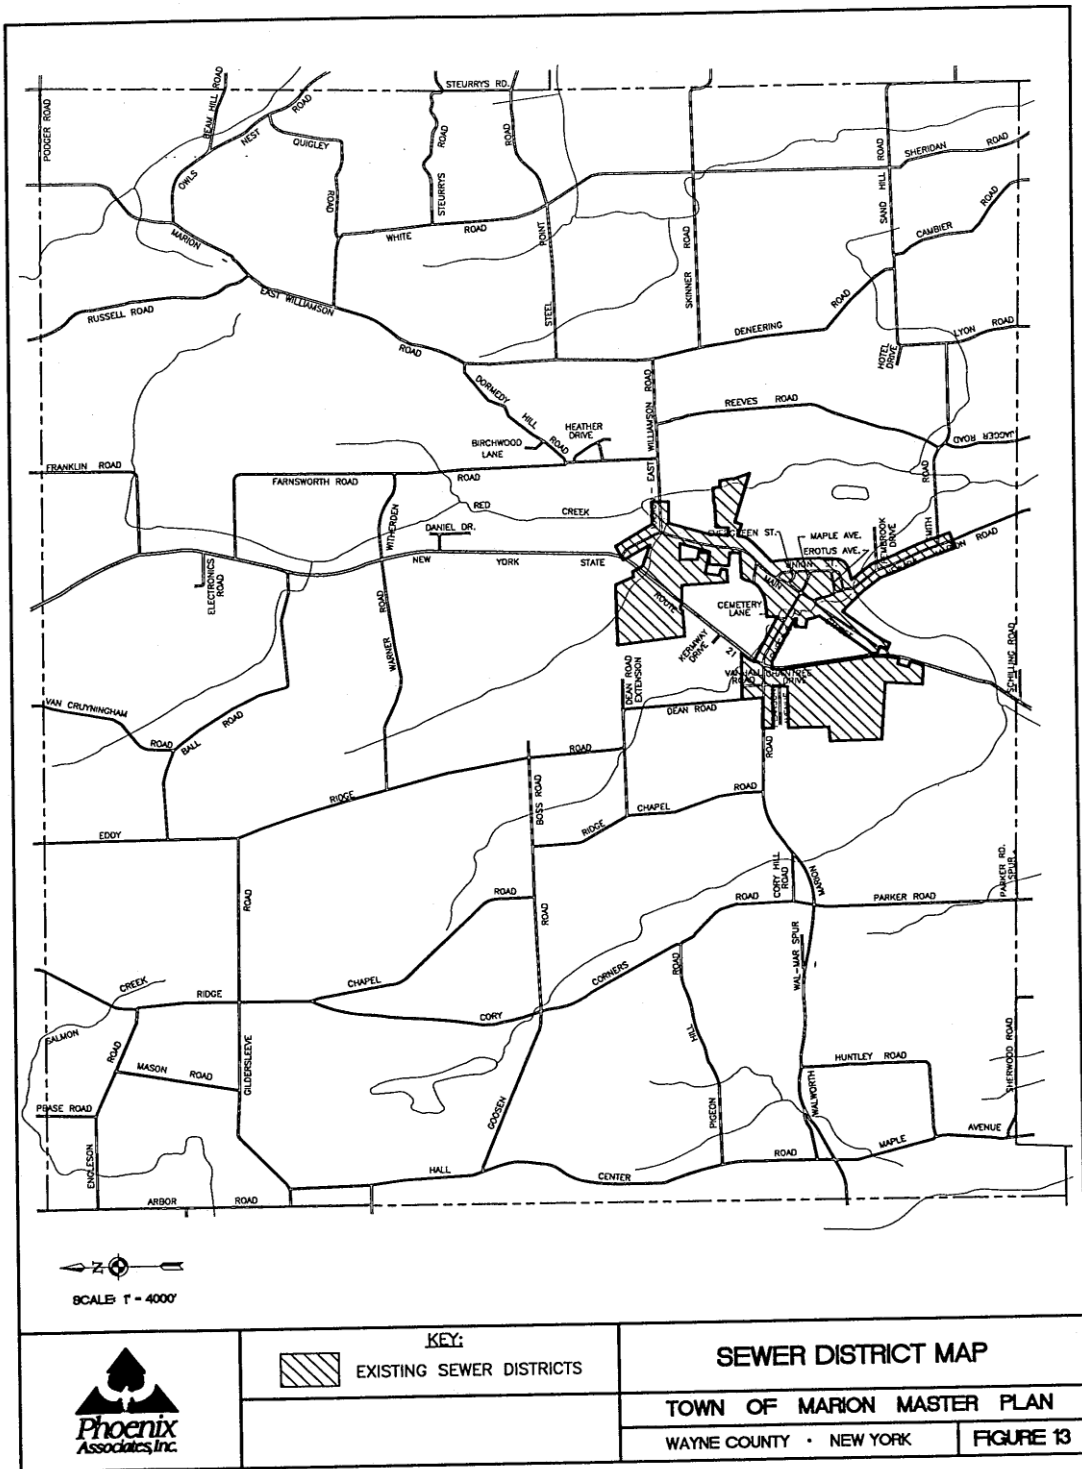 STEURRYS RD.
PODGER ROAD
BEAM HILL ROAD
OWLS NEST ROAD
QUIGLEY ROAD
STEURRYS ROAD
STEEL POINT ROAD
SKINNER ROAD
SAND HILL ROAD
SHERIDAN ROAD
CAMBIER ROAD
WHITE ROAD
MARION
EAST WILLIAMSON
ROAD
RUSSELL ROAD
DENEERING ROAD
LYON ROAD
HOTEL DRIVE
DORMEDY HILL ROAD
EAST WILLIAMSON ROAD
REEVES ROAD
JAGGER ROAD
BIRCHWOOD LANE
HEATHER DRIVE
FRANKLIN ROAD
FARNSWORTH ROAD
ROAD
RED CREEK
WITHERDEN ROAD
DANIEL DR.
EVERGREEN ST.
MAPLE AVE.
EROTUS AVE.
UNION ST.
SMITH ROAD
ROAD
NEW YORK STATE ROUTE 21
ELECTRONICS ROAD
MAIN
CEMETERY LANE
KERMWAY DRIVE
WARNER ROAD
SCHILLING ROAD
DEAN ROAD EXTENSION
DRIVE
DEAN ROAD
VAN CRUYNINGHAM ROAD
BALL ROAD
ROAD
RIDGE ROAD
BOSS ROAD
RIDGE CHAPEL ROAD
EDDY
CORY HILL ROAD
MARION
PARKER RD. SPUR
PARKER ROAD
ROAD
ROAD
ROAD
ROAD
WAL-MAR SPUR
CREEK
RIDGE
CHAPEL
CORNERS
CORY
ROAD
SALMON
GILDERSLEEVE
HILL
HUNTLEY ROAD
SHERWOOD ROAD
ROAD
MASON ROAD
PEASE ROAD
GOOSEN
PIGEON
WALWORTH
MAPLE AVENUE
ENGLESON
HALL CENTER ROAD
ARBOR ROAD
N
SCALE: 1" = 4000'
Phoenix
Associates, Inc.
KEY:
EXISTING SEWER DISTRICTS
SEWER DISTRICT MAP
TOWN OF MARION MASTER PLAN
WAYNE COUNTY • NEW YORK
FIGURE 13